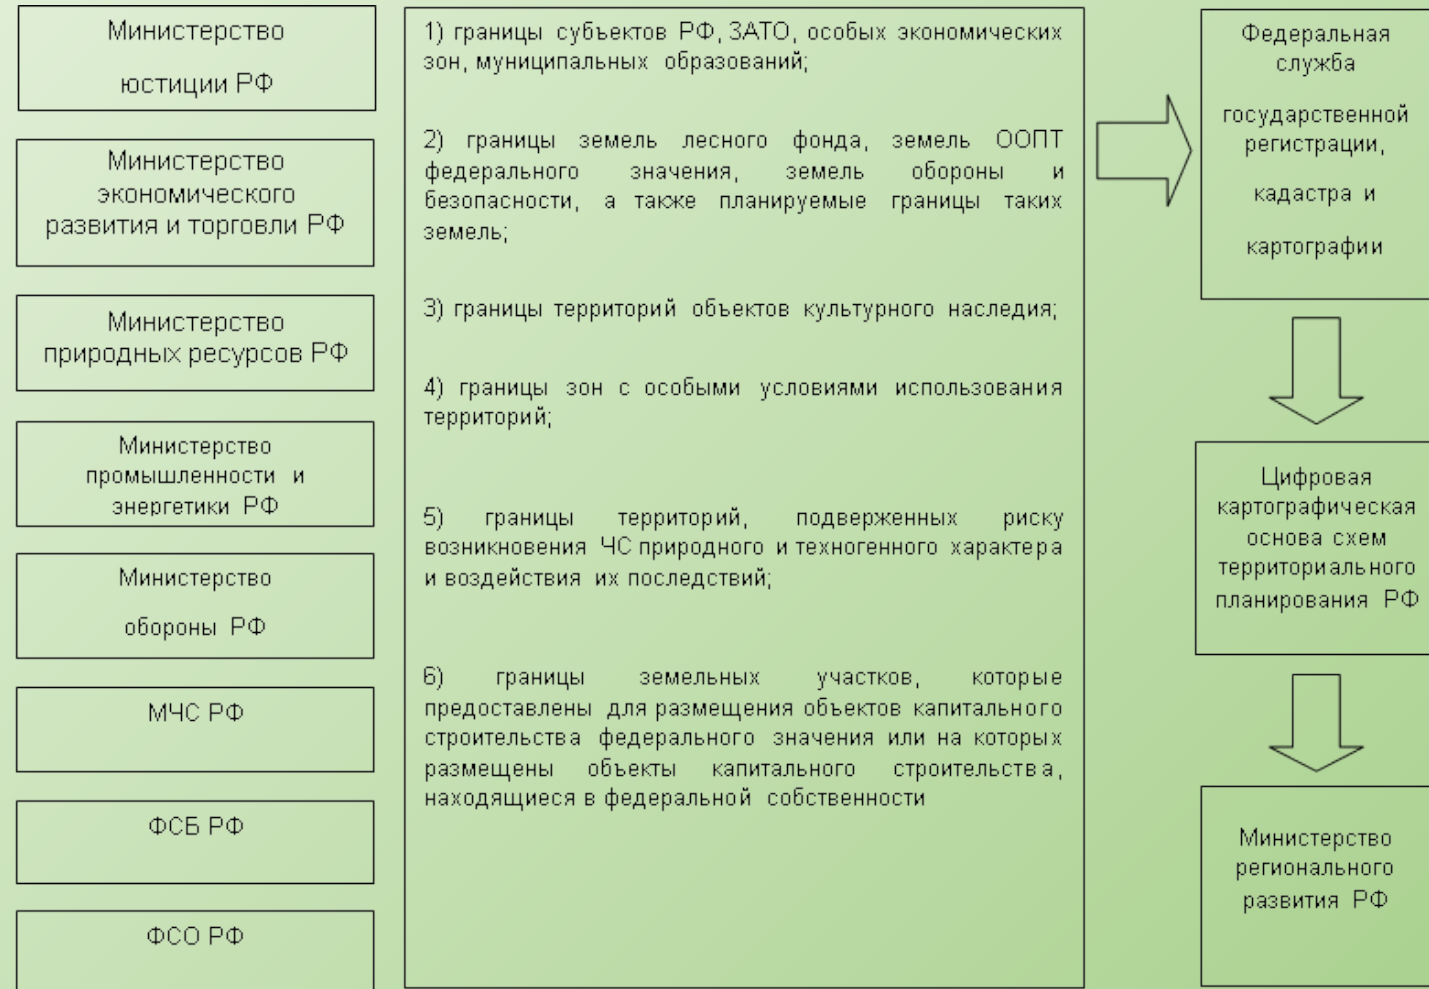 Министерство
юстиции РФ
Министерство
экономического
развития и торговли РФ
Министерство
природных ресурсов РФ
Министерство
промышленности и
энергетики РФ
Министерство
обороны РФ
МЧС РФ
ФСБ РФ
ФСО РФ
1) границы субъектов РФ, ЗАТО, особых экономических
зон, муниципальных образований;
2) границы земель лесного фонда, земель ООПТ
федерального значения, земель обороны и
безопасности, а также планируемые границы таких
земель;
3) границы территорий объектов культурного наследия;
4) границы зон с особыми условиями использования
территорий;
5) границы территорий, подверженных риску
возникновения ЧС природного и техногенного характера
и воздействия их последствий;
6) границы земельных участков, которые
предоставлены для размещения объектов капитального
строительства федерального значения или на которых
размещены объекты капитального строительства,
находящиеся в федеральной собственности
Федеральная
служба
государственной
регистрации,
кадастра и
картографии
Цифровая
картографическая
основа схем
территориального
планирования РФ
Министерство
регионального
развития РФ